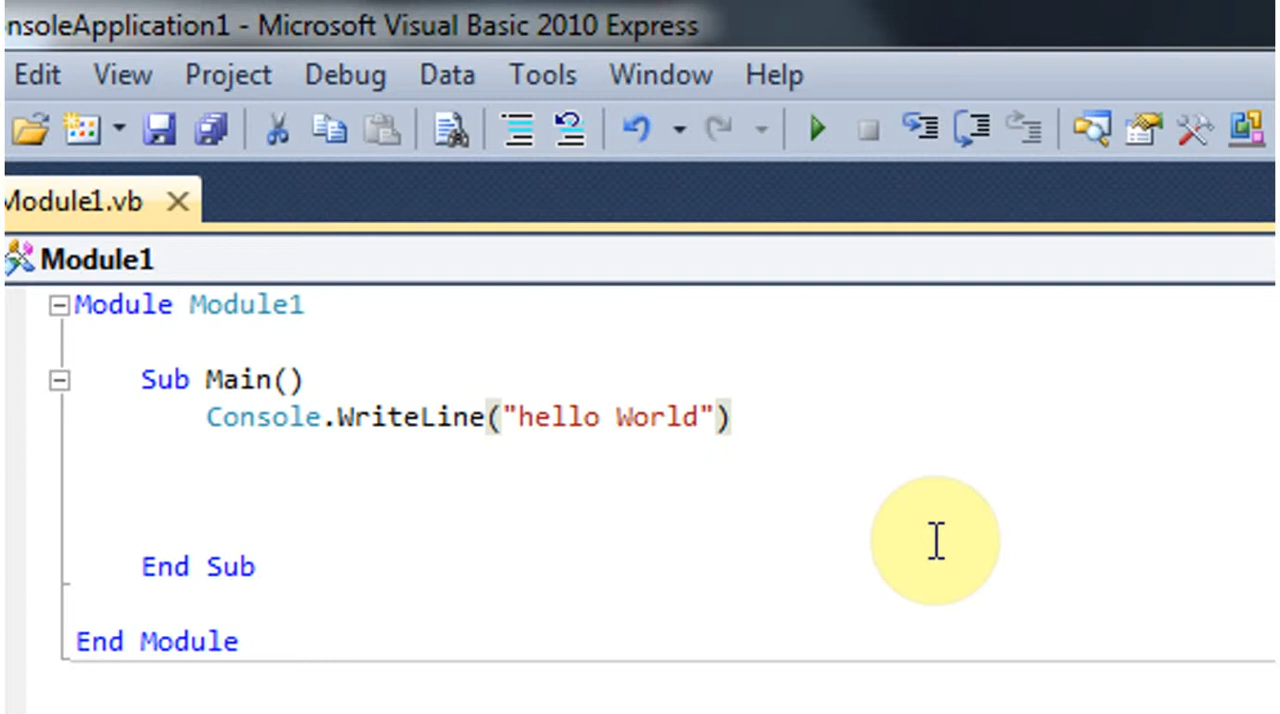 nsoleApplication1 - Microsoft Visual Basic 2010 Express
Edit View Project Debug Data Tools Window Help
Module1.vb
Module1
Module Module1
Sub Main()
Console.WriteLine("hello World")
End Sub
End Module